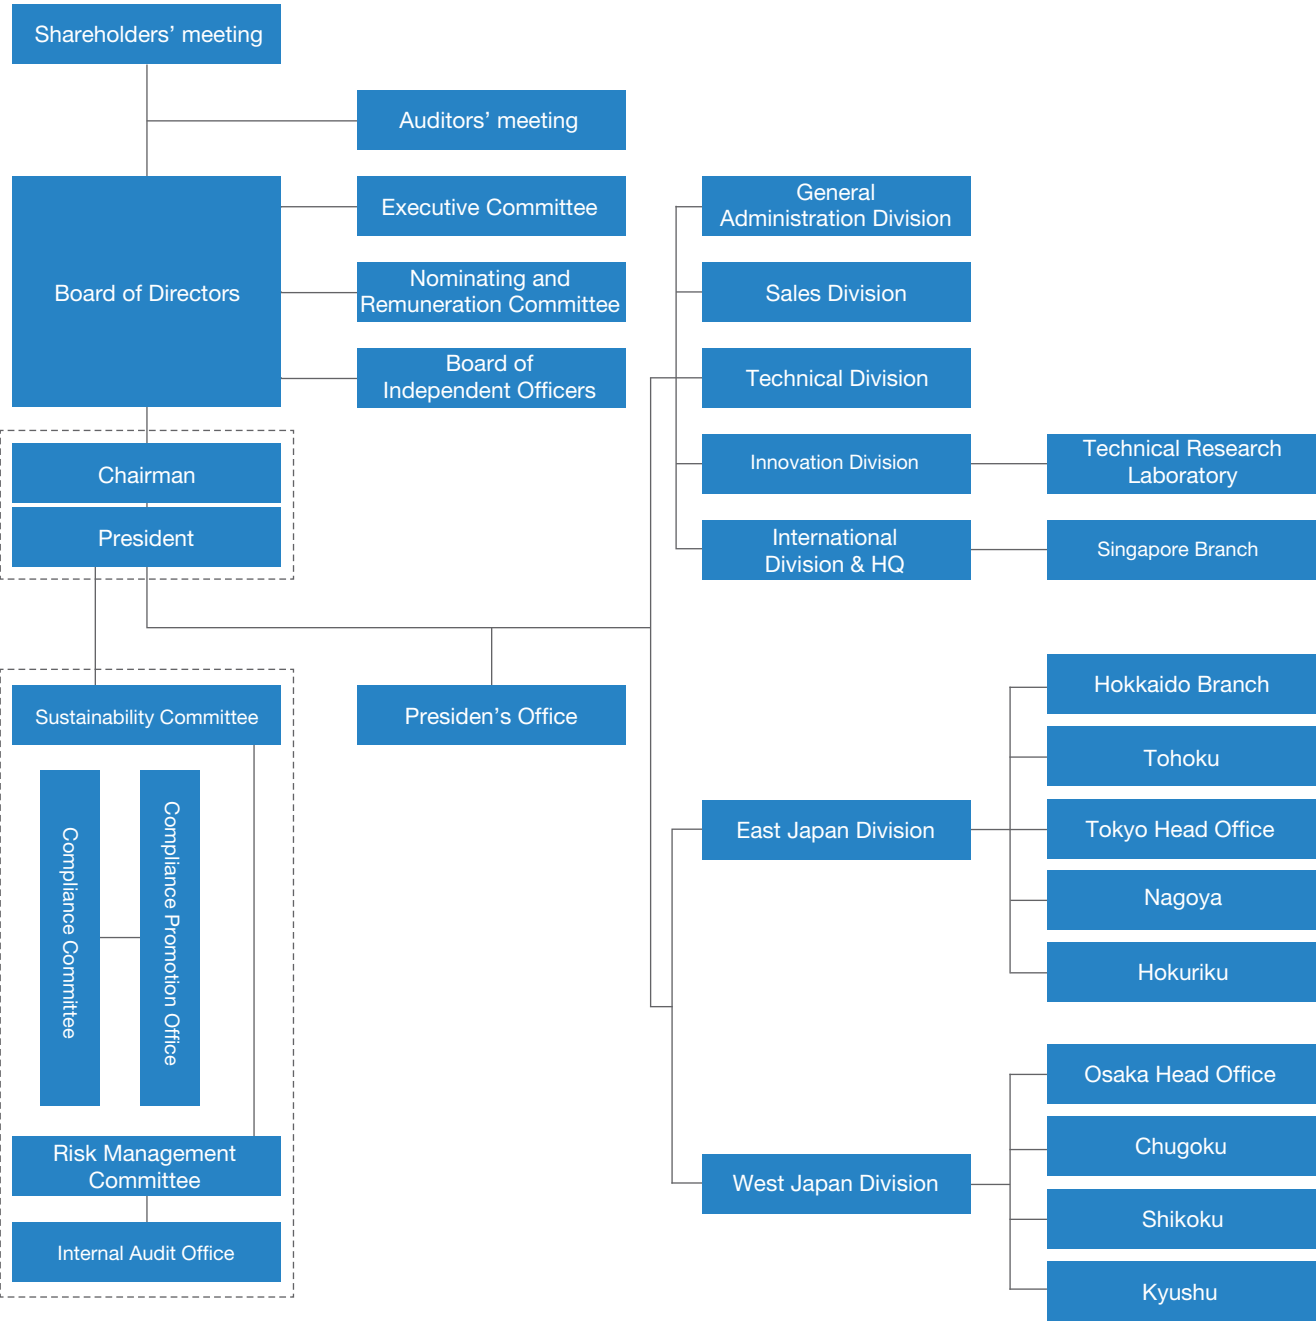 Shareholders’ meeting
Auditors’ meeting
Board of Directors
Executive Committee
Nominating and
Remuneration Committee
Board of
Independent Officers
Chairman
President
General
Administration Division
Sales Division
Technical Division
Innovation Division
Technical Research
Laboratory
International
Division & HQ
Singapore Branch
Sustainability Committee
Presiden’s Office
Compliance Committee
Compliance Promotion Office
Risk Management
Committee
Internal Audit Office
East Japan Division
Hokkaido Branch
Tohoku
Tokyo Head Office
Nagoya
Hokuriku
West Japan Division
Osaka Head Office
Chugoku
Shikoku
Kyushu